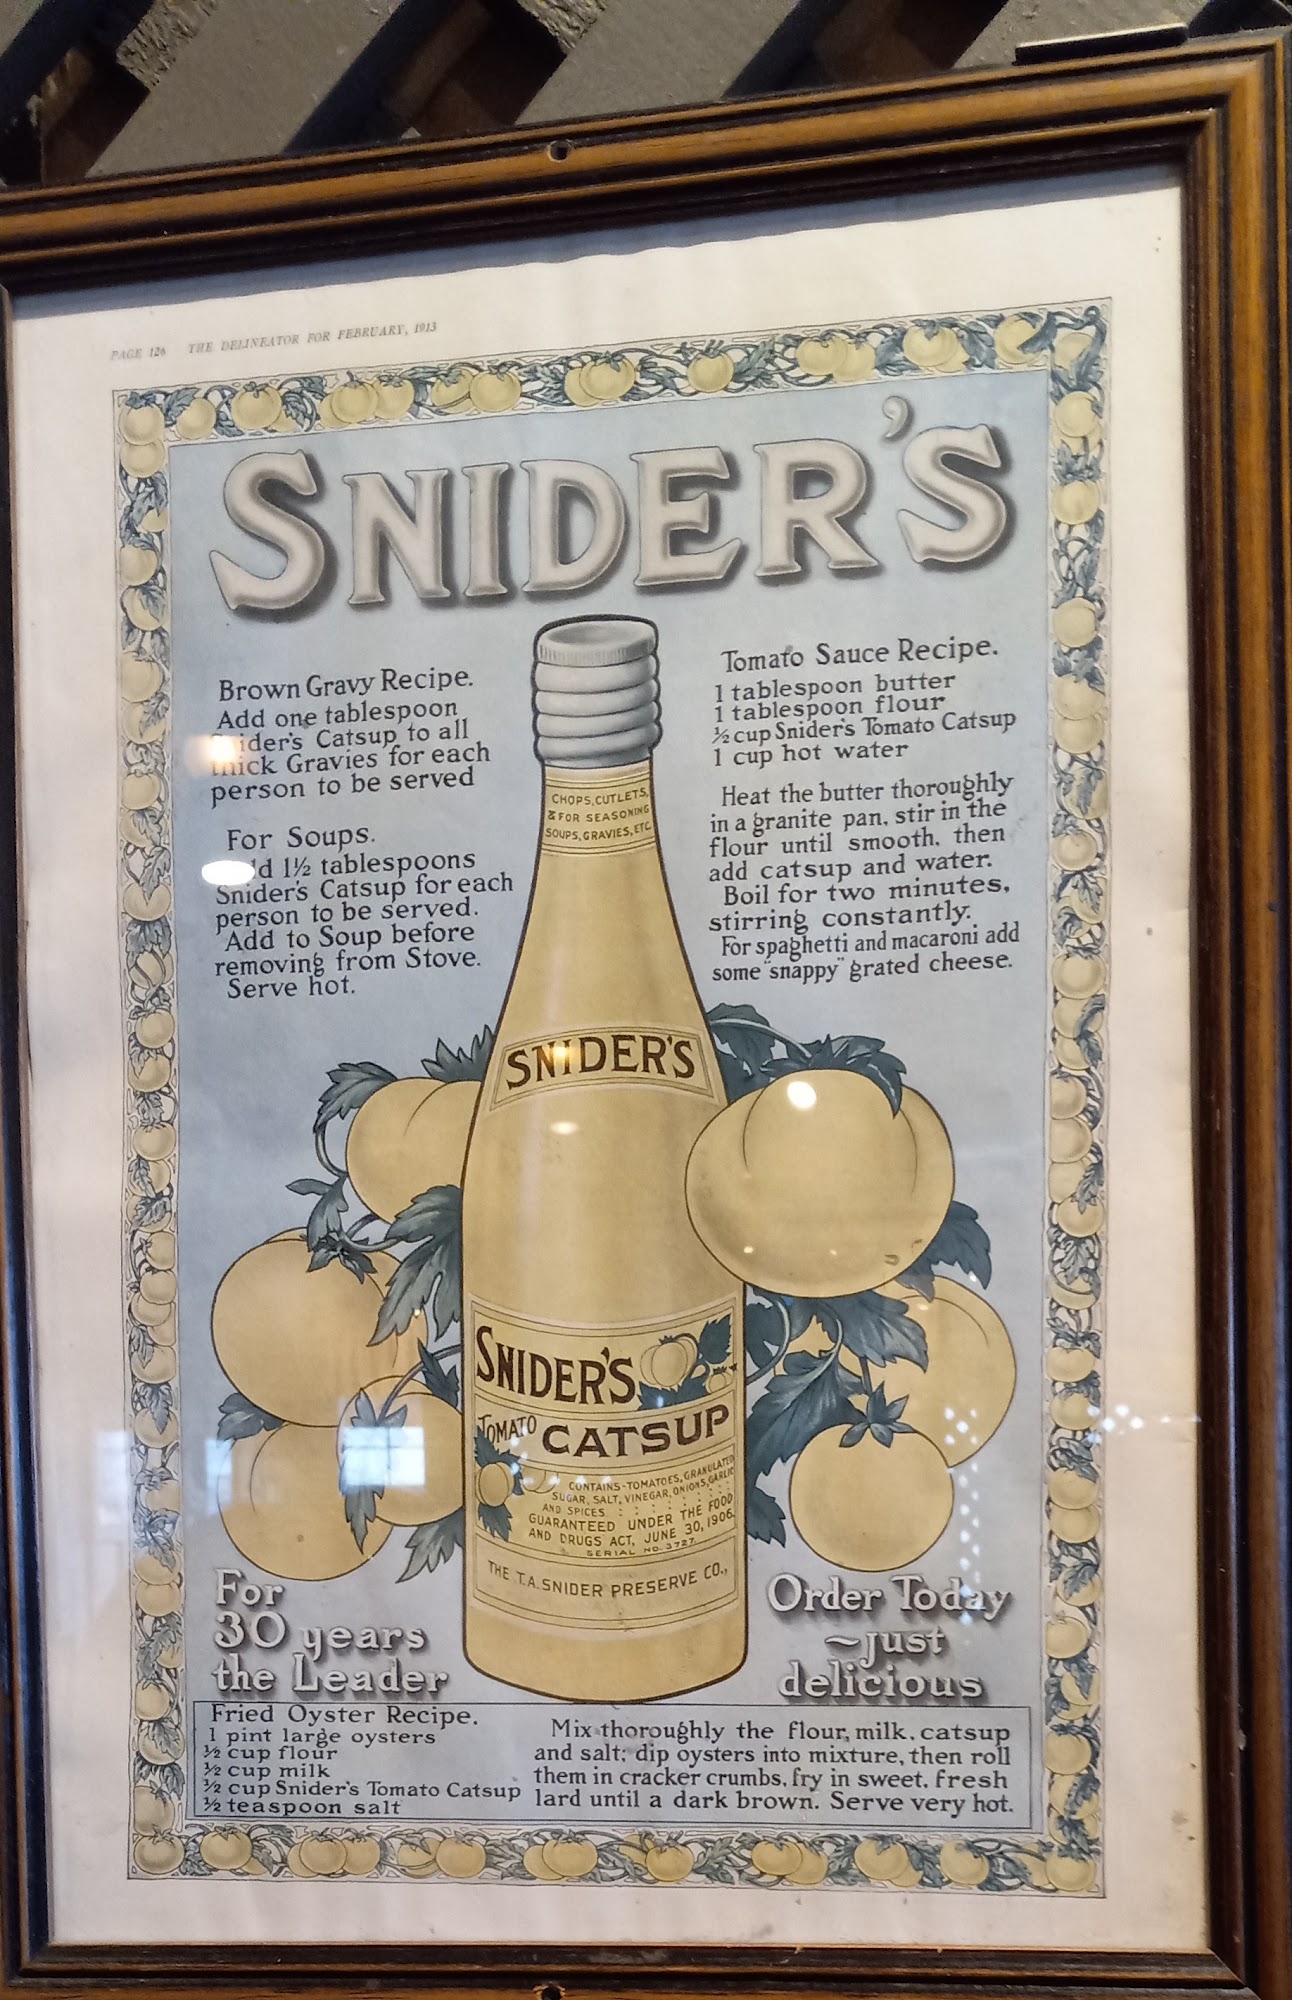 PAGE 126 THE DELINEATOR FOR FEBRUARY, 1913
SNIDER'S
Brown Gravy Recipe.
Add one tablespoon
Snider's Catsup to all
thick Gravies for each
person to be served
For Soups.
Add 1½ tablespoons
Snider's Catsup for each
person to be served.
Add to Soup before
removing from Stove.
Serve hot.
Tomato Sauce Recipe.
1 tablespoon butter
1 tablespoon flour
½ cup Snider's Tomato Catsup
1 cup hot water
Heat the butter thoroughly
in a granite pan, stir in the
flour until smooth, then
add catsup and water.
Boil for two minutes,
stirring constantly.
For spaghetti and macaroni add
some "snappy" grated cheese.
CHOPS, CUTLETS,
& FOR SEASONING
SOUPS, GRAVIES, ETC.
SNIDER'S
SNIDER'S
TOMATO CATSUP
CONTAINS-TOMATOES, GRANULATED
SUGAR, SALT, VINEGAR, ONIONS, GARLIC
AND SPICES : : : : : : :
GUARANTEED UNDER THE FOOD
AND DRUGS ACT, JUNE 30, 1906.
SERIAL NO. 3727.
THE T.A. SNIDER PRESERVE CO.,
For
30 years
the Leader
Order Today
~just
delicious
Fried Oyster Recipe.
1 pint large oysters
½ cup flour
½ cup milk
½ cup Snider's Tomato Catsup
½ teaspoon salt
Mix thoroughly the flour, milk, catsup
and salt; dip oysters into mixture, then roll
them in cracker crumbs, fry in sweet, fresh
lard until a dark brown. Serve very hot.